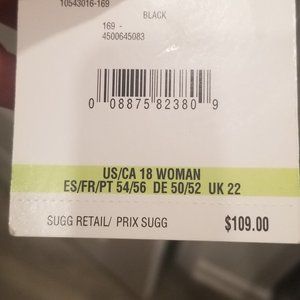 10543016-169
BLACK
169 -
4500645083
0 08875 82380 9
US/CA 18 WOMAN
ES/FR/PT 54/56 DE 50/52 UK 22
SUGG RETAIL/ PRIX SUGG $109.00